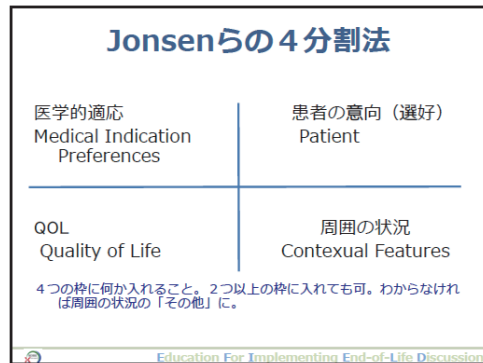 Jonsenらの４分割法
医学的適応
Medical Indication
Preferences
患者の意向（選好）
Patient
QOL
Quality of Life
周囲の状況
Contexual Features
４つの枠に何か入れること。２つ以上の枠に入れても可。わからなけれ
ば周囲の状況の「その他」に。
Education For Implementing End-of-Life Discussion